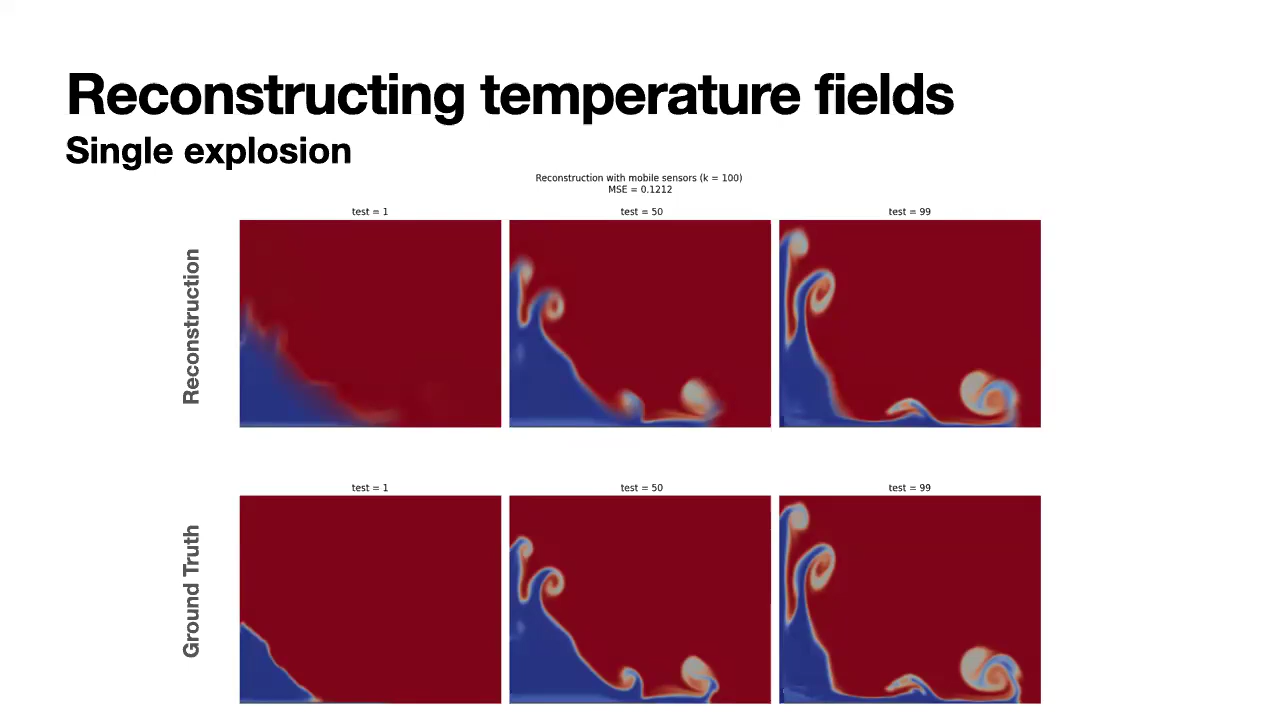 Reconstructing temperature fields
Single explosion
Reconstruction with mobile sensors (k = 100)
MSE = 0.1212
test = 1
test = 50
test = 99
Reconstruction
test = 1
test = 50
test = 99
Ground Truth